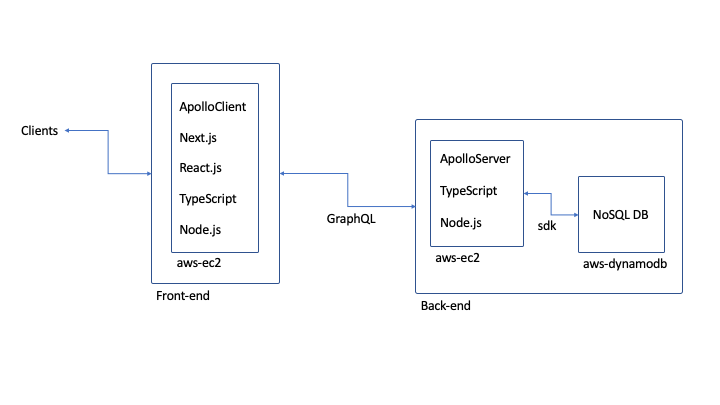 Clients
ApolloClient
Next.js
React.js
TypeScript
Node.js
aws-ec2
Front-end
GraphQL
ApolloServer
TypeScript
Node.js
aws-ec2
sdk
NoSQL DB
aws-dynamodb
Back-end